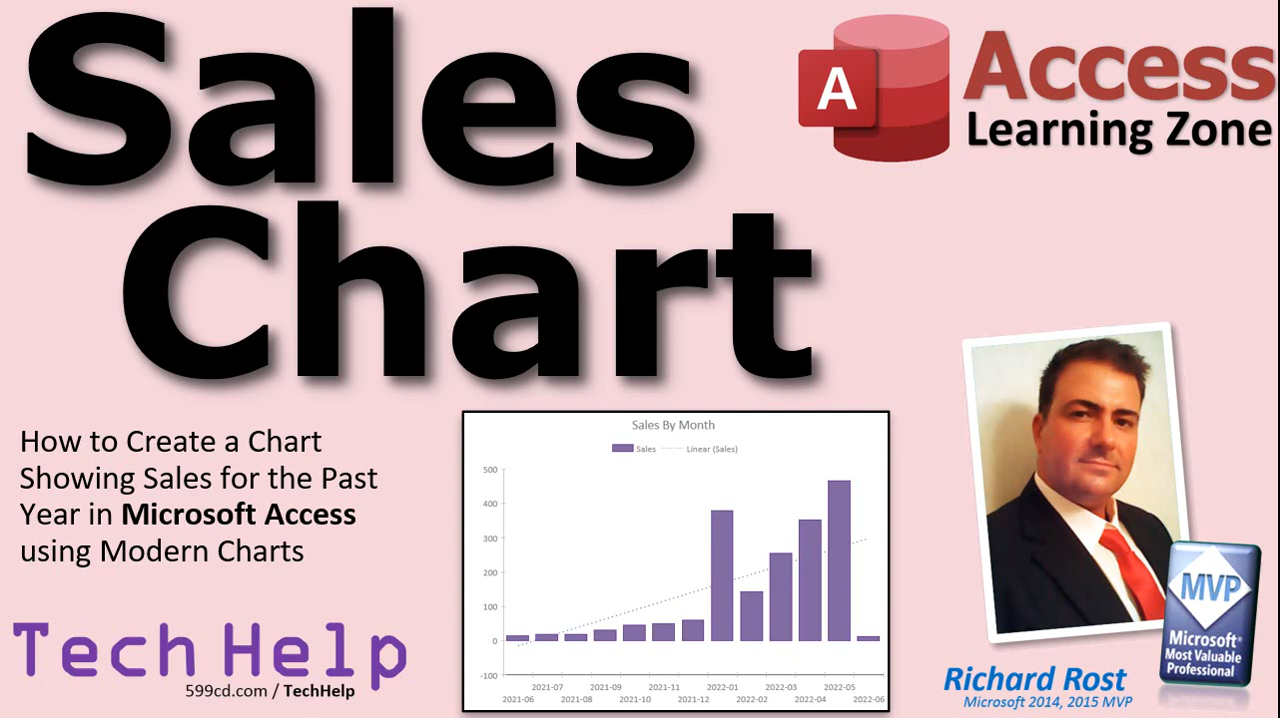 Sales
Chart
A
Access
Learning Zone
How to Create a Chart
Showing Sales for the Past
Year in Microsoft Access
using Modern Charts
Tech Help
599cd.com / TechHelp
Sales By Month
Sales
Linear (Sales)
500
400
300
200
100
0
-100
2021-07 2021-09 2021-11 2022-01 2022-03 2022-05
2021-06 2021-08 2021-10 2021-12 2022-02 2022-04 2022-06
MVP
Microsoft®
Most Valuable
Professional
Richard Rost
Microsoft 2014, 2015 MVP